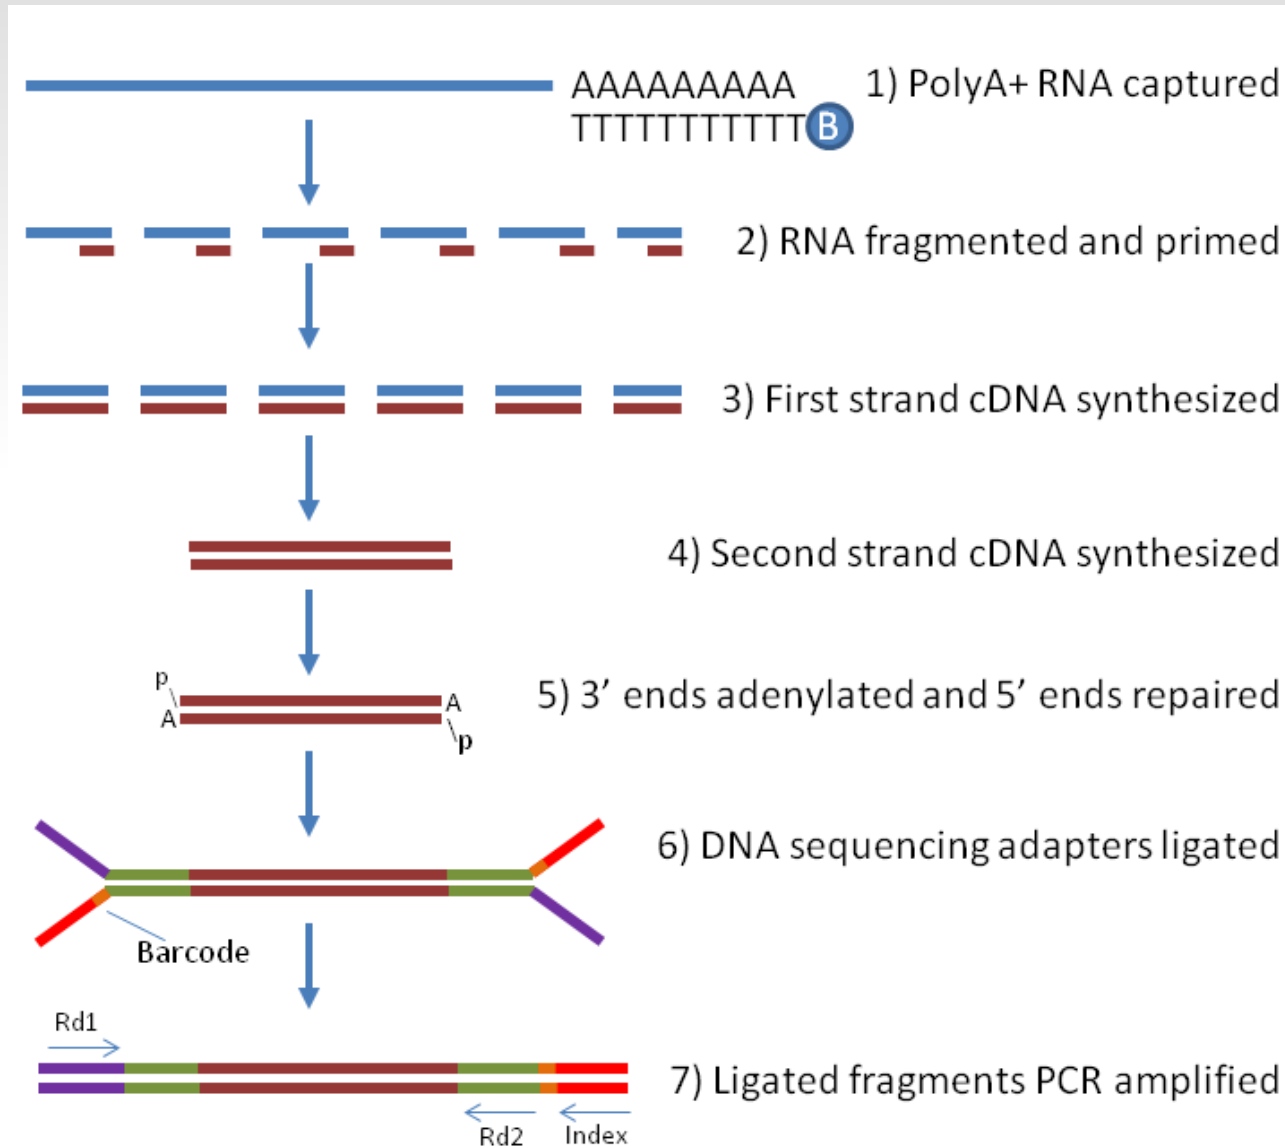 AAAAAAAAA
1) PolyA+ RNA captured
TTTTTTTTTTT B
2) RNA fragmented and primed
3) First strand cDNA synthesized
4) Second strand cDNA synthesized
p
5) 3’ ends adenylated and 5’ ends repaired
A
A
p
6) DNA sequencing adapters ligated
Barcode
Rd1
7) Ligated fragments PCR amplified
Rd2
Index